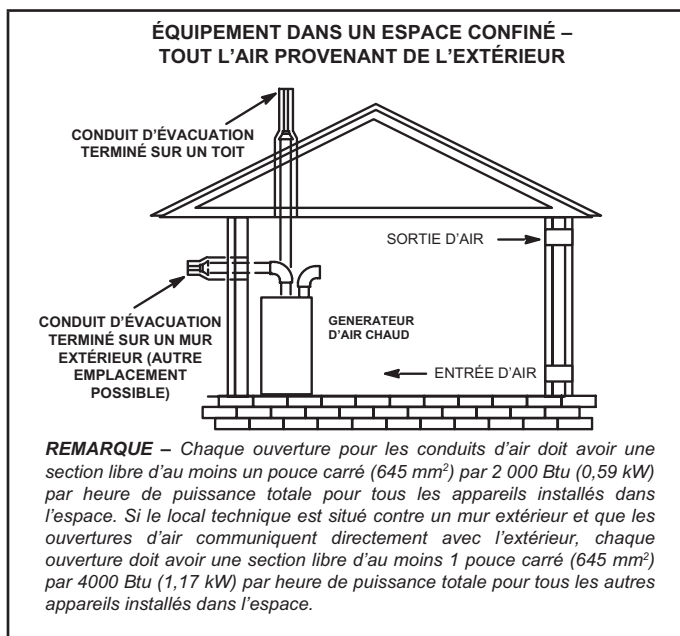 ÉQUIPEMENT DANS UN ESPACE CONFINÉ –
TOUT L’AIR PROVENANT DE L’EXTÉRIEUR
CONDUIT D’ÉVACUATION
TERMINÉ SUR UN TOIT
SORTIE D’AIR
CONDUIT D’ÉVACUATION
TERMINÉ SUR UN MUR
EXTÉRIEUR (AUTRE
EMPLACEMENT
POSSIBLE)
GENERATEUR
D’AIR CHAUD
ENTRÉE D’AIR
REMARQUE – Chaque ouverture pour les conduits d’air doit avoir une
section libre d’au moins un pouce carré (645 mm²) par 2 000 Btu (0,59 kW)
par heure de puissance totale pour tous les appareils installés dans
l’espace. Si le local technique est situé contre un mur extérieur et que les
ouvertures d’air communiquent directement avec l’extérieur, chaque
ouverture doit avoir une section libre d’au moins 1 pouce carré (645 mm²)
par 4000 Btu (1,17 kW) par heure de puissance totale pour tous les autres
appareils installés dans l’espace.